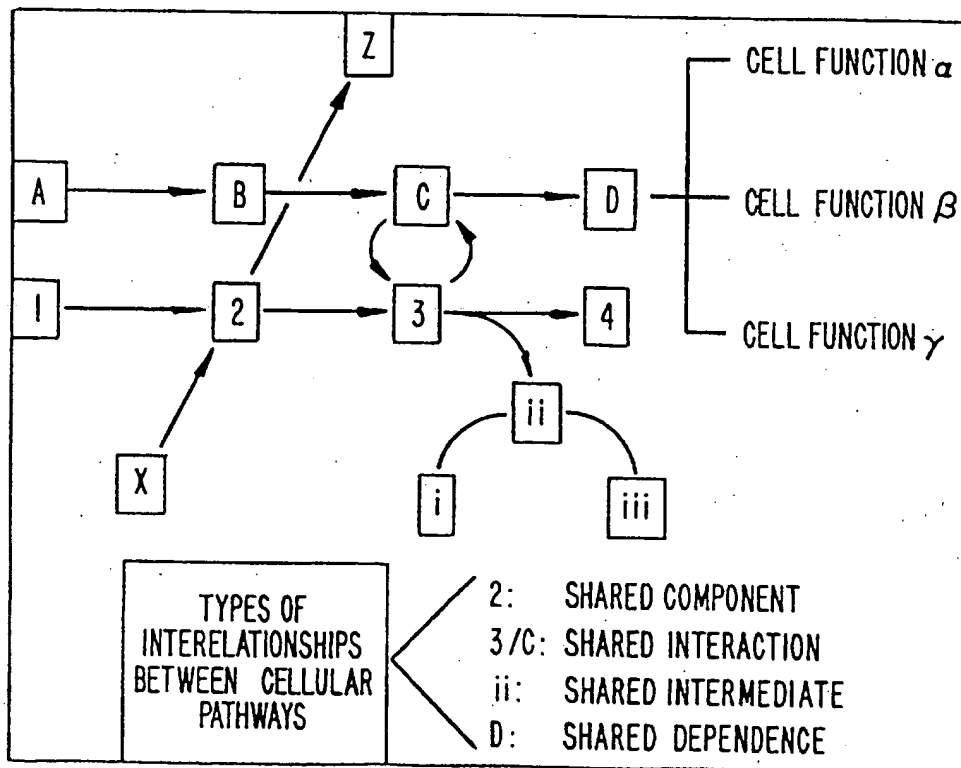 Z
CELL FUNCTION α
A
B
C
D
CELL FUNCTION β
1
2
3
4
CELL FUNCTION γ
ii
X
i
iii
TYPES OF
INTERELATIONSHIPS
BETWEEN CELLULAR
PATHWAYS
2: SHARED COMPONENT
3/C: SHARED INTERACTION
ii: SHARED INTERMEDIATE
D: SHARED DEPENDENCE